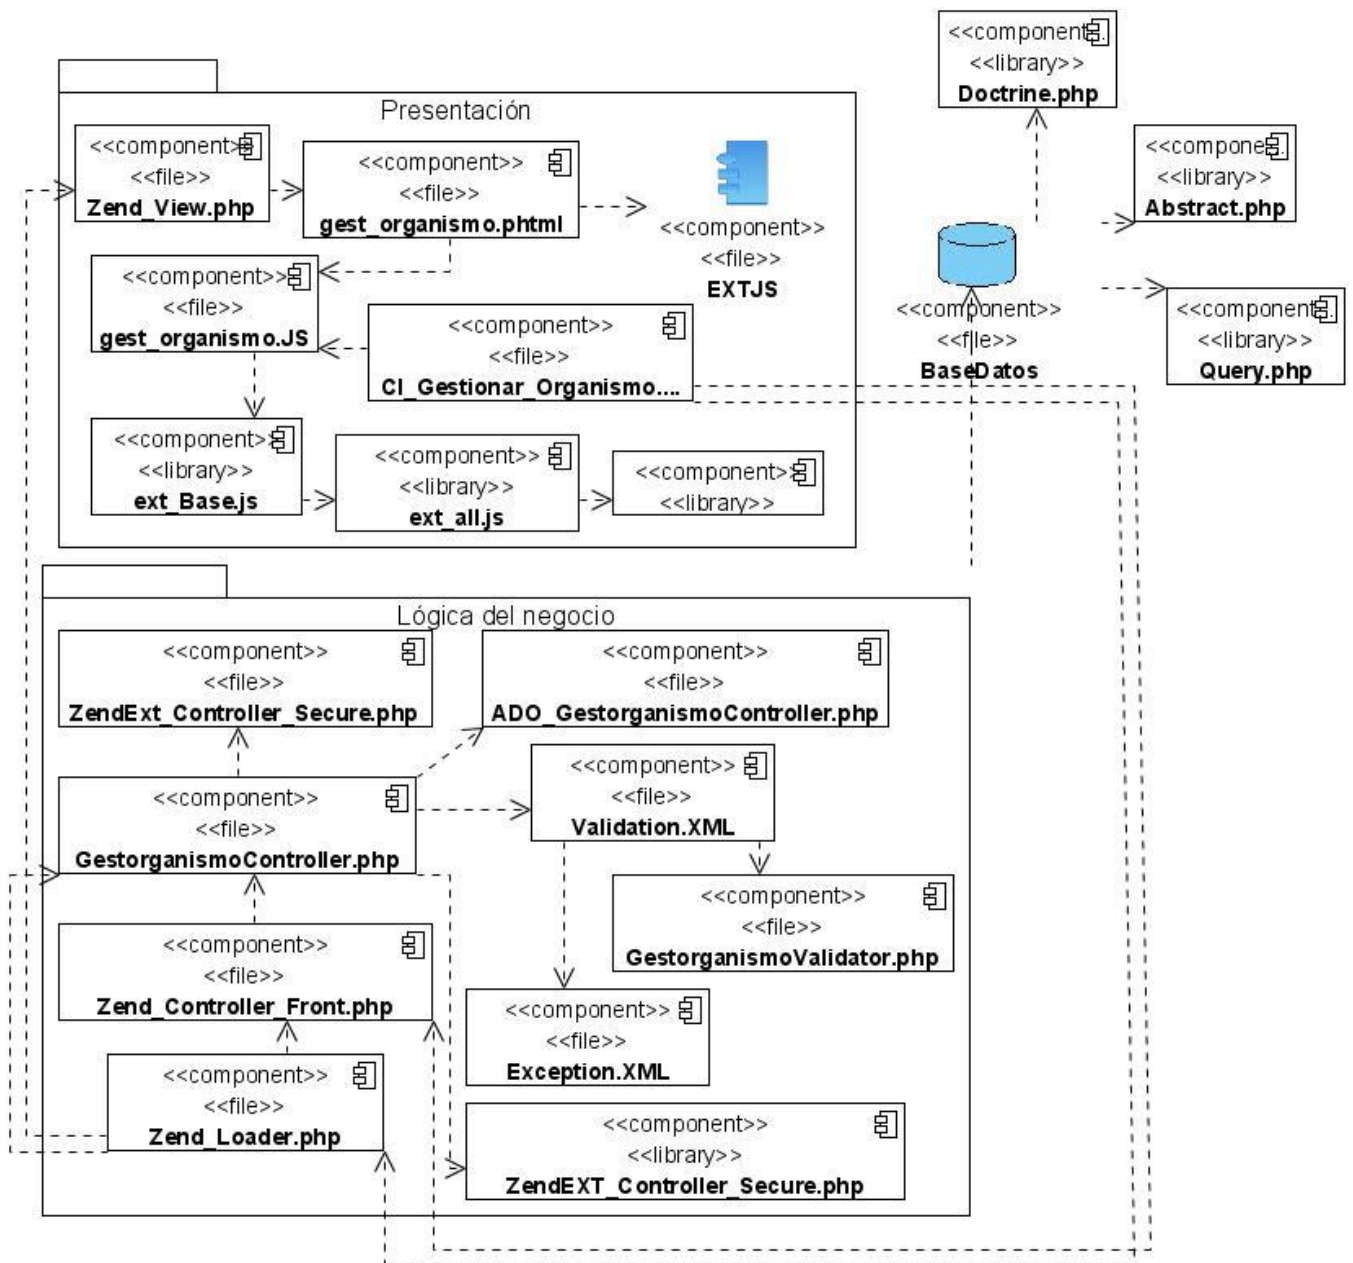 <<component...
<<library>>
Doctrine.php
Presentación
<<component>>
<<file>>
Zend_View.php
<<component>>
<<file>>
gest_organismo.phtml
<<component>>
<<file>>
EXTJS
<<compone...
<<library>>
Abstract.php
<<component>>
<<file>>
gest_organismo.JS
<<component>>
<<file>>
CI_Gestionar_Organismo....
<<component>>
<<file>>
BaseDatos
<<component...
<<library>>
Query.php
<<component>>
<<library>>
ext_Base.js
<<component>>
<<library>>
ext_all.js
<<component>>
<<library>>
Lógica del negocio
<<component>>
<<file>>
ZendExt_Controller_Secure.php
<<component>>
<<file>>
ADO_GestorganismoController.php
<<component>>
<<file>>
GestorganismoController.php
<<component>>
<<file>>
Validation.XML
<<component>>
<<file>>
GestorganismoValidator.php
<<component>>
<<file>>
Zend_Controller_Front.php
<<component>>
<<file>>
Exception.XML
<<component>>
<<file>>
Zend_Loader.php
<<component>>
<<library>>
ZendEXT_Controller_Secure.php